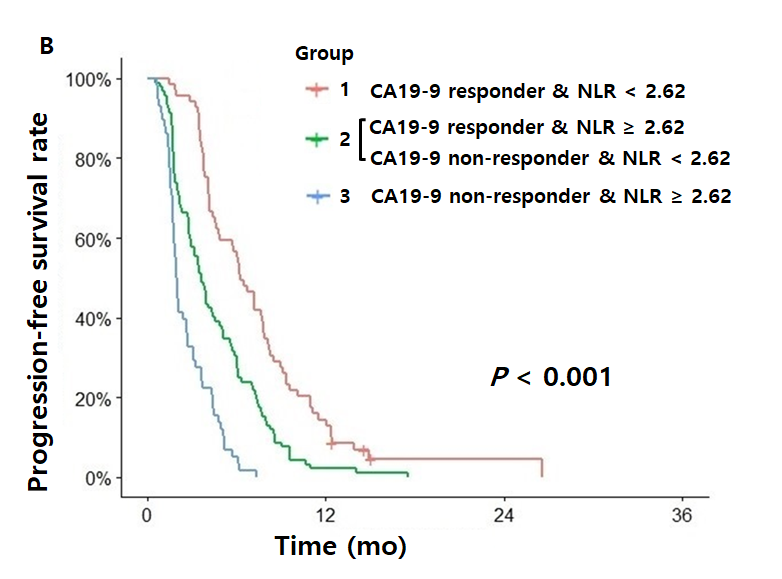 B
Group
1 CA19-9 responder & NLR < 2.62
2 CA19-9 responder & NLR ≥ 2.62
CA19-9 non-responder & NLR < 2.62
3 CA19-9 non-responder & NLR ≥ 2.62
Progression-free survival rate
100%
80%
60%
40%
20%
0%
P < 0.001
0 12 24 36
Time (mo)